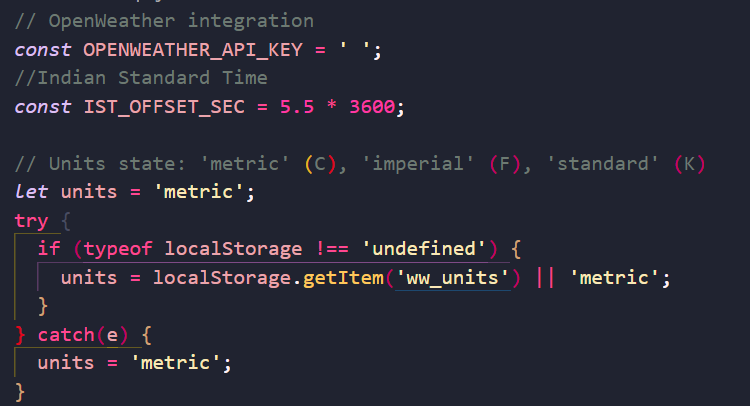 // OpenWeather integration
const OPENWEATHER_API_KEY = ' ';
//Indian Standard Time
const IST_OFFSET_SEC = 5.5 * 3600;
// Units state: 'metric' (C), 'imperial' (F), 'standard' (K)
let units = 'metric';
try {
if (typeof localStorage !== 'undefined') {
units = localStorage.getItem('ww_units') || 'metric';
}
} catch(e) {
units = 'metric';
}